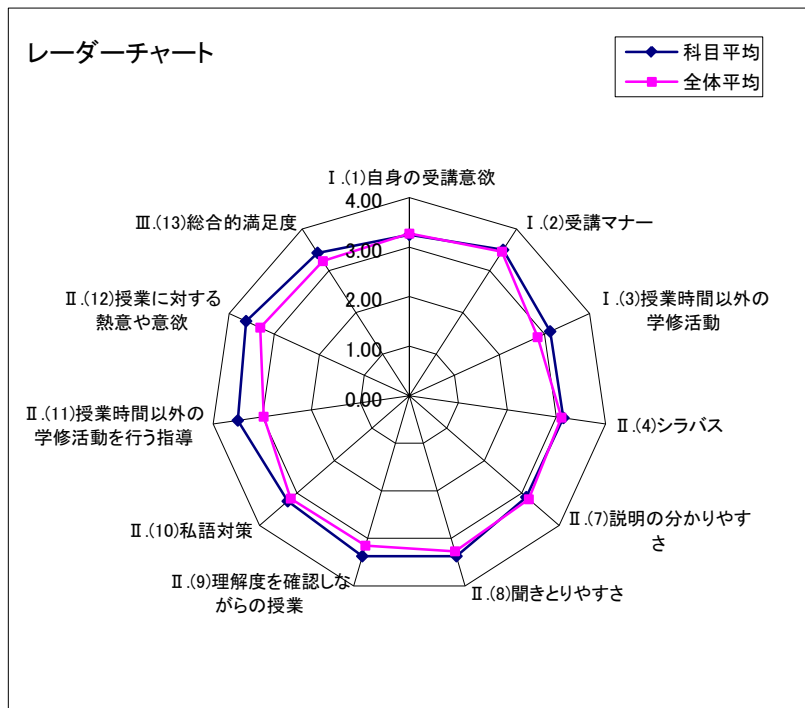 レーダーチャート
科目平均
全体平均
Ⅰ.(1)自身の受講意欲
Ⅰ.(2)受講マナー
Ⅰ.(3)授業時間以外の
学修活動
Ⅱ.(4)シラバス
Ⅱ.(7)説明の分かりやす
さ
Ⅱ.(8)聞きとりやすさ
Ⅱ.(9)理解度を確認しな
がらの授業
Ⅱ.(10)私語対策
Ⅱ.(11)授業時間以外の
学修活動を行う指導
Ⅱ.(12)授業に対する
熱意や意欲
Ⅲ.(13)総合的満足度
4.00
3.00
2.00
1.00
0.00